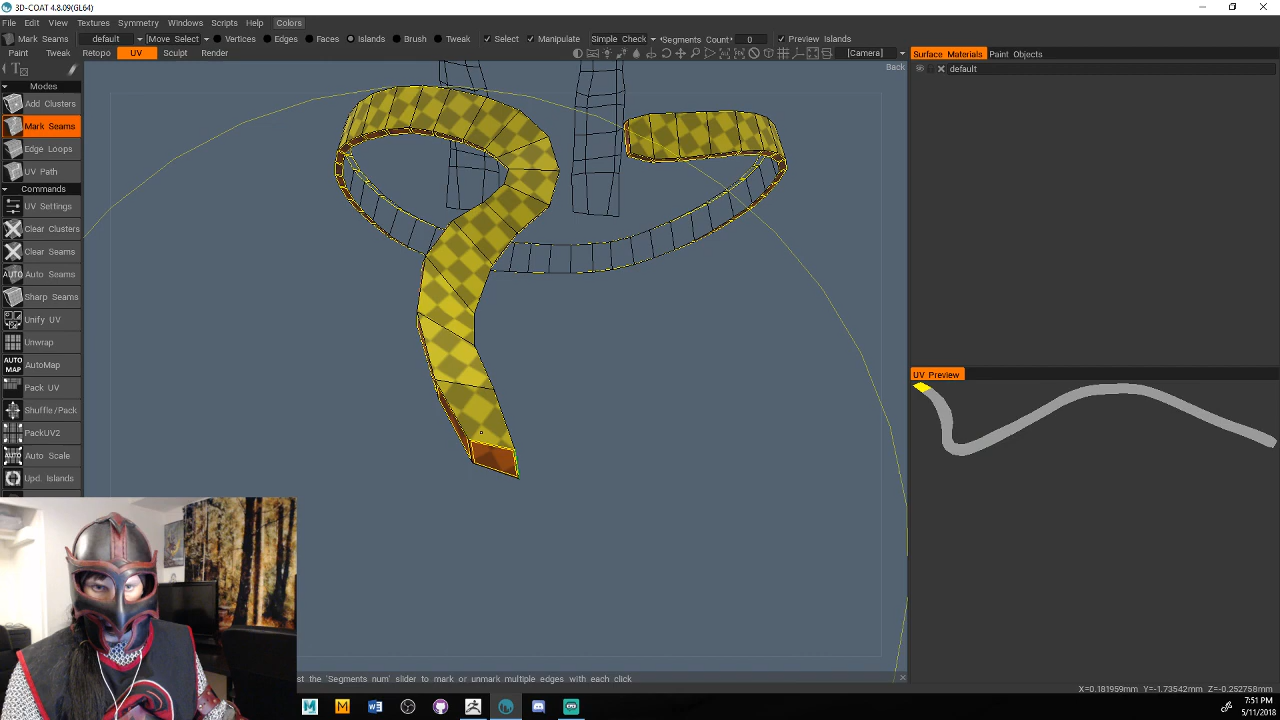 3D-COAT 4.8.09(GL64)
File Edit View Textures Symmetry Windows Scripts Help Colors
Mark Seams default [Move Select] Vertices Edges Faces Islands Brush Tweak Select Manipulate Simple Check Segments Count 0 Preview Islands
Paint Tweak Retopo UV Sculpt Render [Camera]
Surface Materials Paint Objects
Back
default
Modes
Add Clusters
Mark Seams
Edge Loops
UV Path
Commands
UV Settings
Clear Clusters
Clear Seams
AUTO Auto Seams
Sharp Seams
Unify UV
Unwrap
AUTO MAP AutoMap
Pack UV
Shuffle/Pack
PackUV2
AUTO Auto Scale
Upd. Islands
UV Preview
st the 'Segments num' slider to mark or unmark multiple edges with each click
X=0.181959mm Y=-1.73542mm Z=-0.252758mm
7:51 PM
5/11/2018